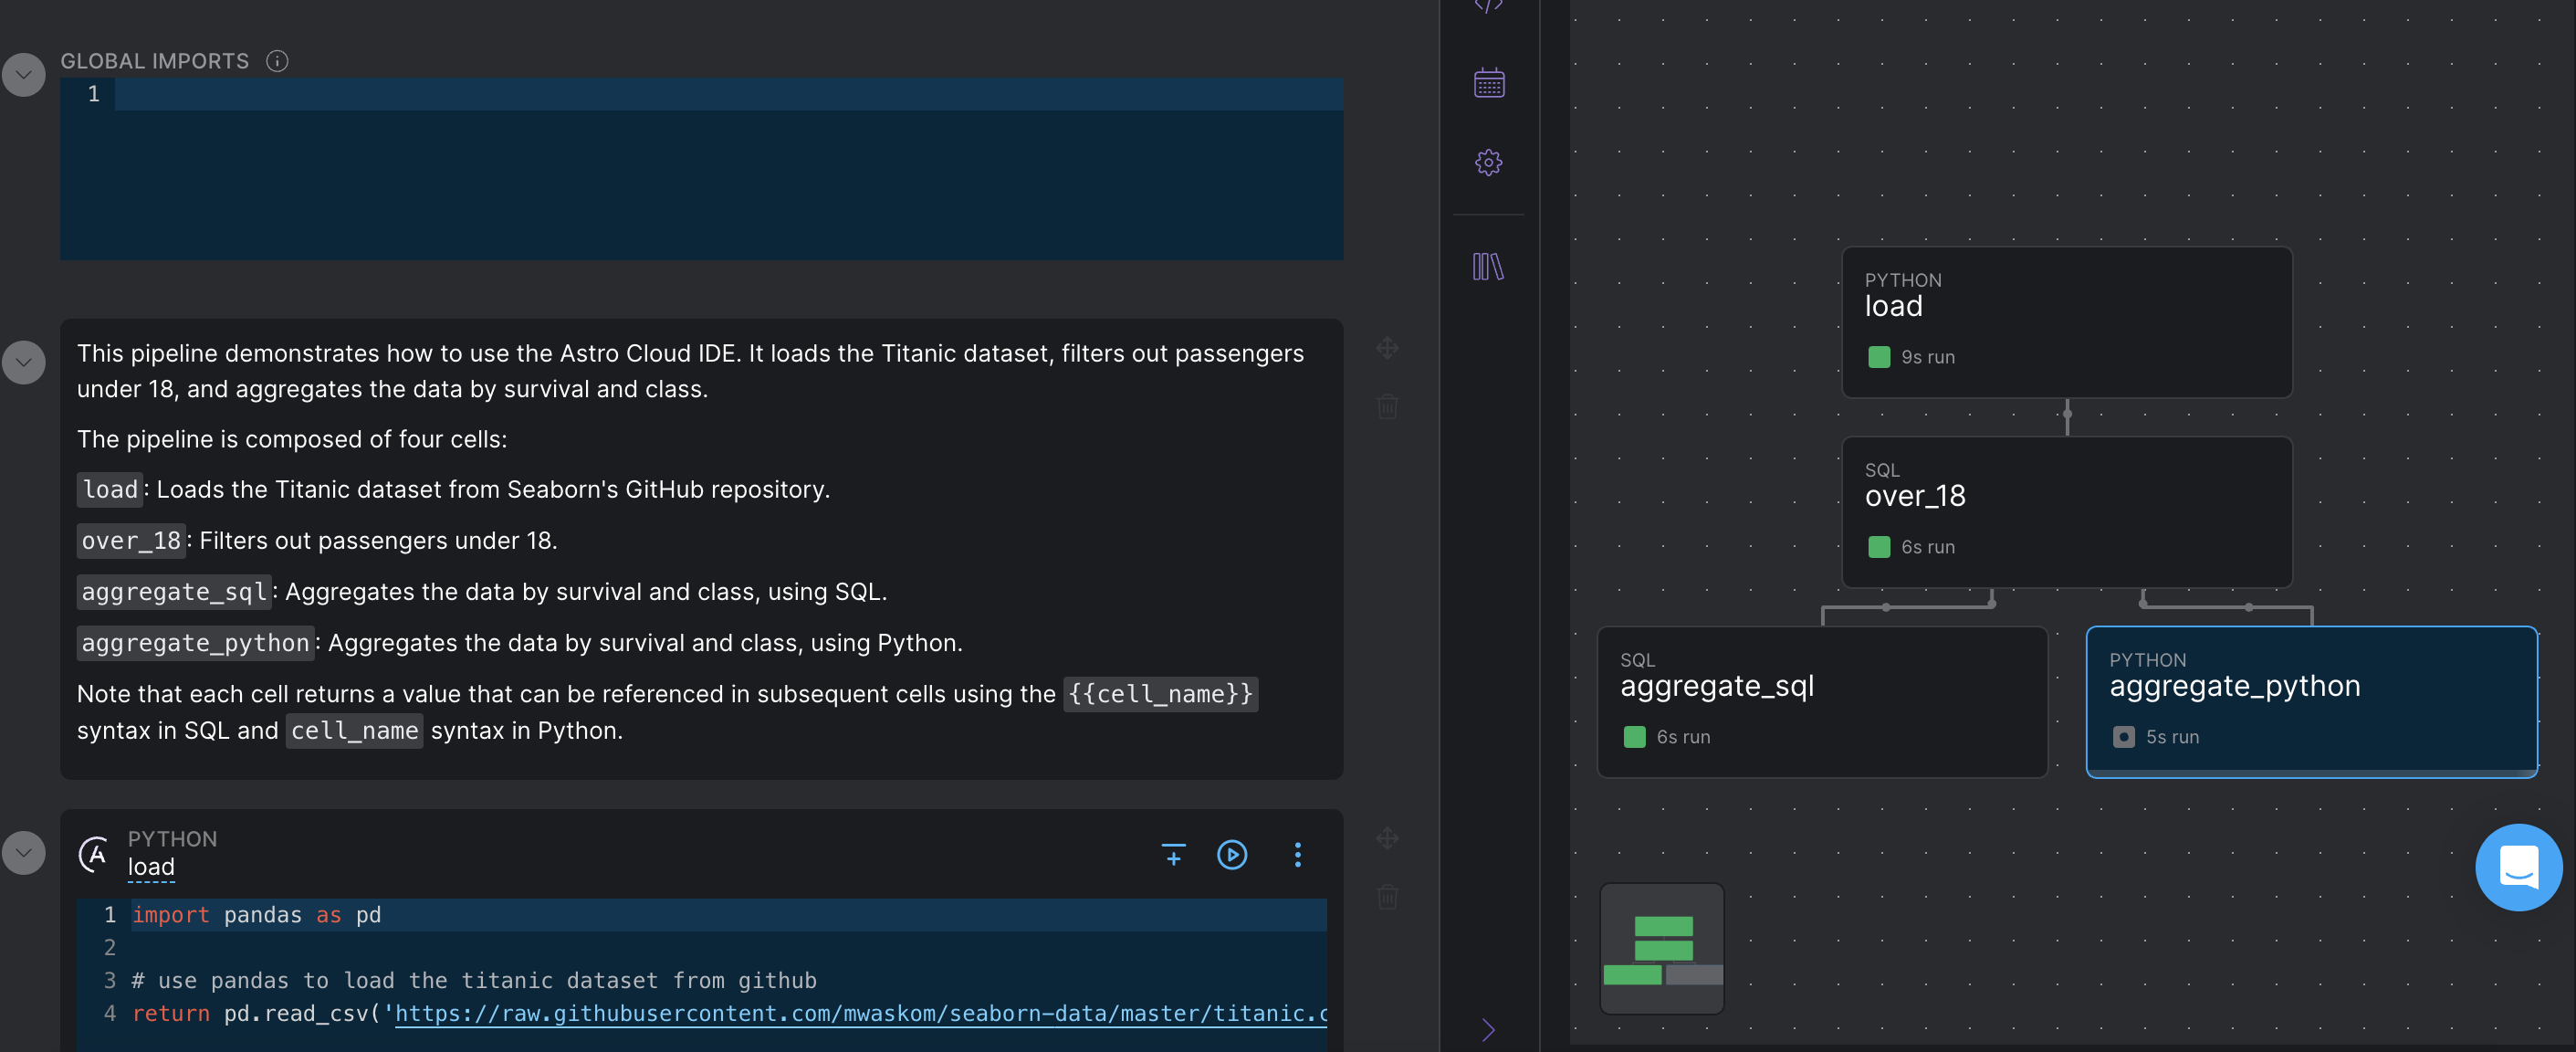 GLOBAL IMPORTS
1
This pipeline demonstrates how to use the Astro Cloud IDE. It loads the Titanic dataset, filters out passengers
under 18, and aggregates the data by survival and class.
The pipeline is composed of four cells:
load: Loads the Titanic dataset from Seaborn's GitHub repository.
over_18: Filters out passengers under 18.
aggregate_sql: Aggregates the data by survival and class, using SQL.
aggregate_python: Aggregates the data by survival and class, using Python.
Note that each cell returns a value that can be referenced in subsequent cells using the {{cell_name}}
syntax in SQL and cell_name syntax in Python.
PYTHON
load
1 import pandas as pd
2
3 # use pandas to load the titanic dataset from github
4 return pd.read_csv('https://raw.githubusercontent.com/mwaskom/seaborn-data/master/titanic.c
PYTHON
load
9s run
SQL
over_18
6s run
SQL
aggregate_sql
6s run
PYTHON
aggregate_python
5s run